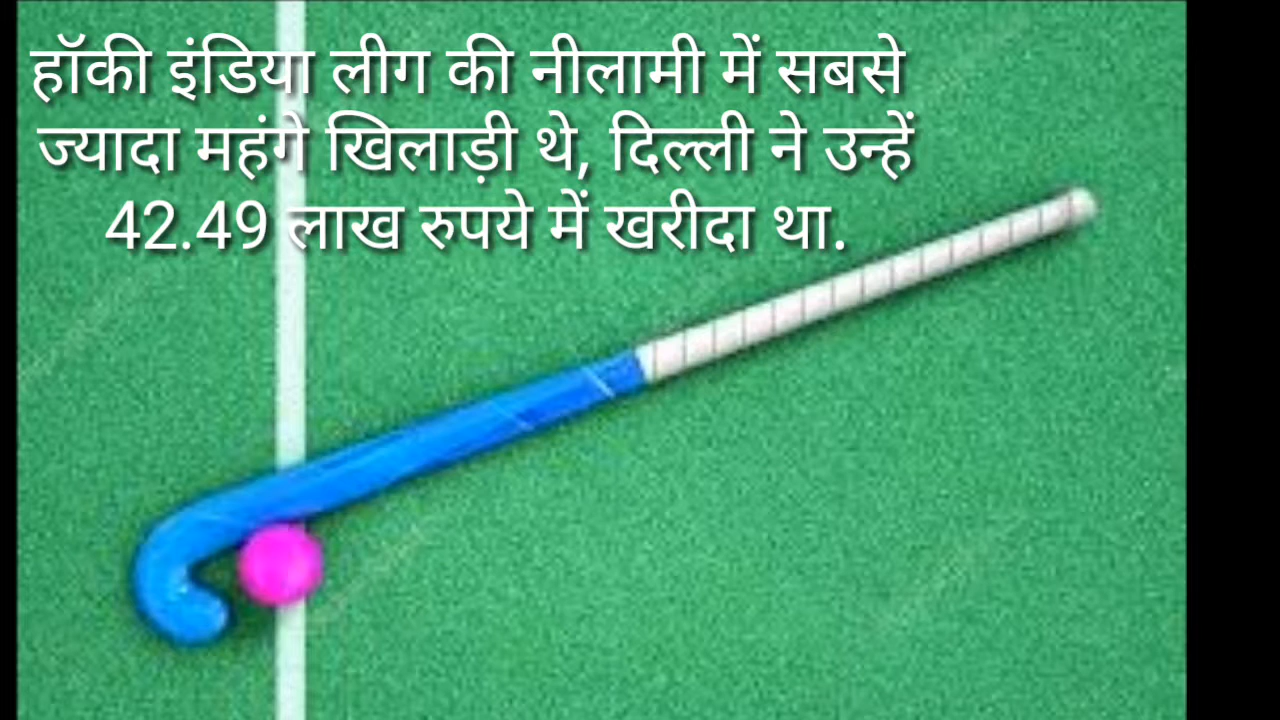 हॉकी इंडिया लीग की नीलामी में सबसे
ज्यादा महंगे खिलाड़ी थे, दिल्ली ने उन्हें
42.49 लाख रुपये में खरीदा था.